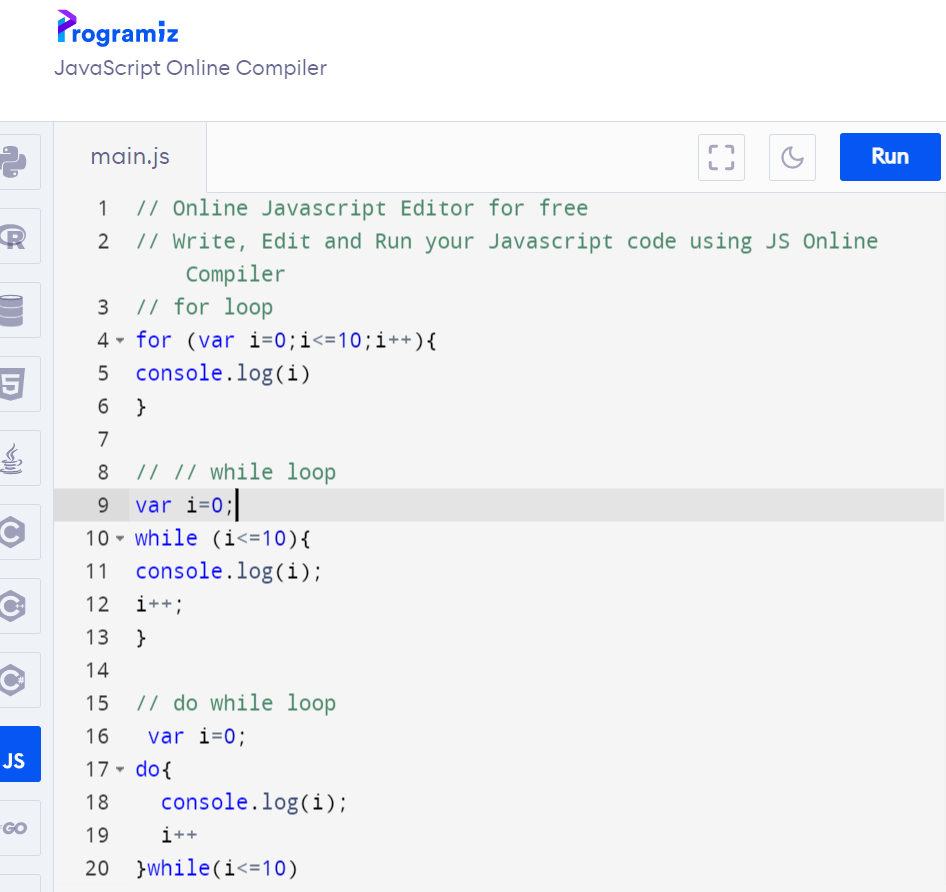 Programiz
JavaScript Online Compiler
main.js
Run
1 // Online Javascript Editor for free
2 // Write, Edit and Run your Javascript code using JS Online
Compiler
3 // for loop
4 for (var i=0;i<=10;i++){
5 console.log(i)
6 }
7
8 // // while loop
9 var i=0;
10 while (i<=10){
11 console.log(i);
12 i++;
13 }
14
15 // do while loop
16  var i=0;
17 do{
18   console.log(i);
19   i++
20 }while(i<=10)
R
5
C
C++
C#
JS
GO